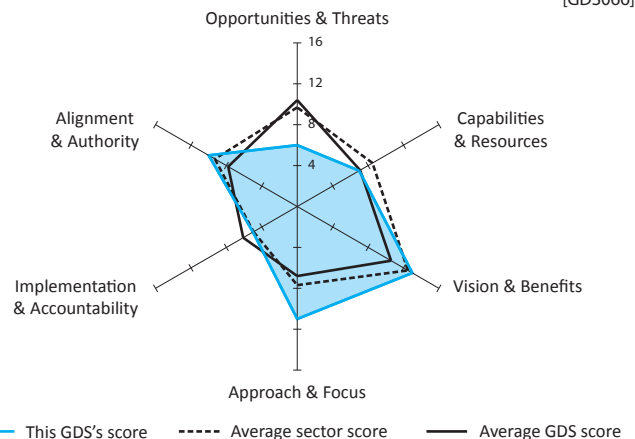 [GDS066]
Opportunities & Threats
16
12
8
4
Alignment
& Authority
Capabilities
& Resources
Implementation
& Accountability
Vision & Benefits
Approach & Focus
This GDS's score
Average sector score
Average GDS score